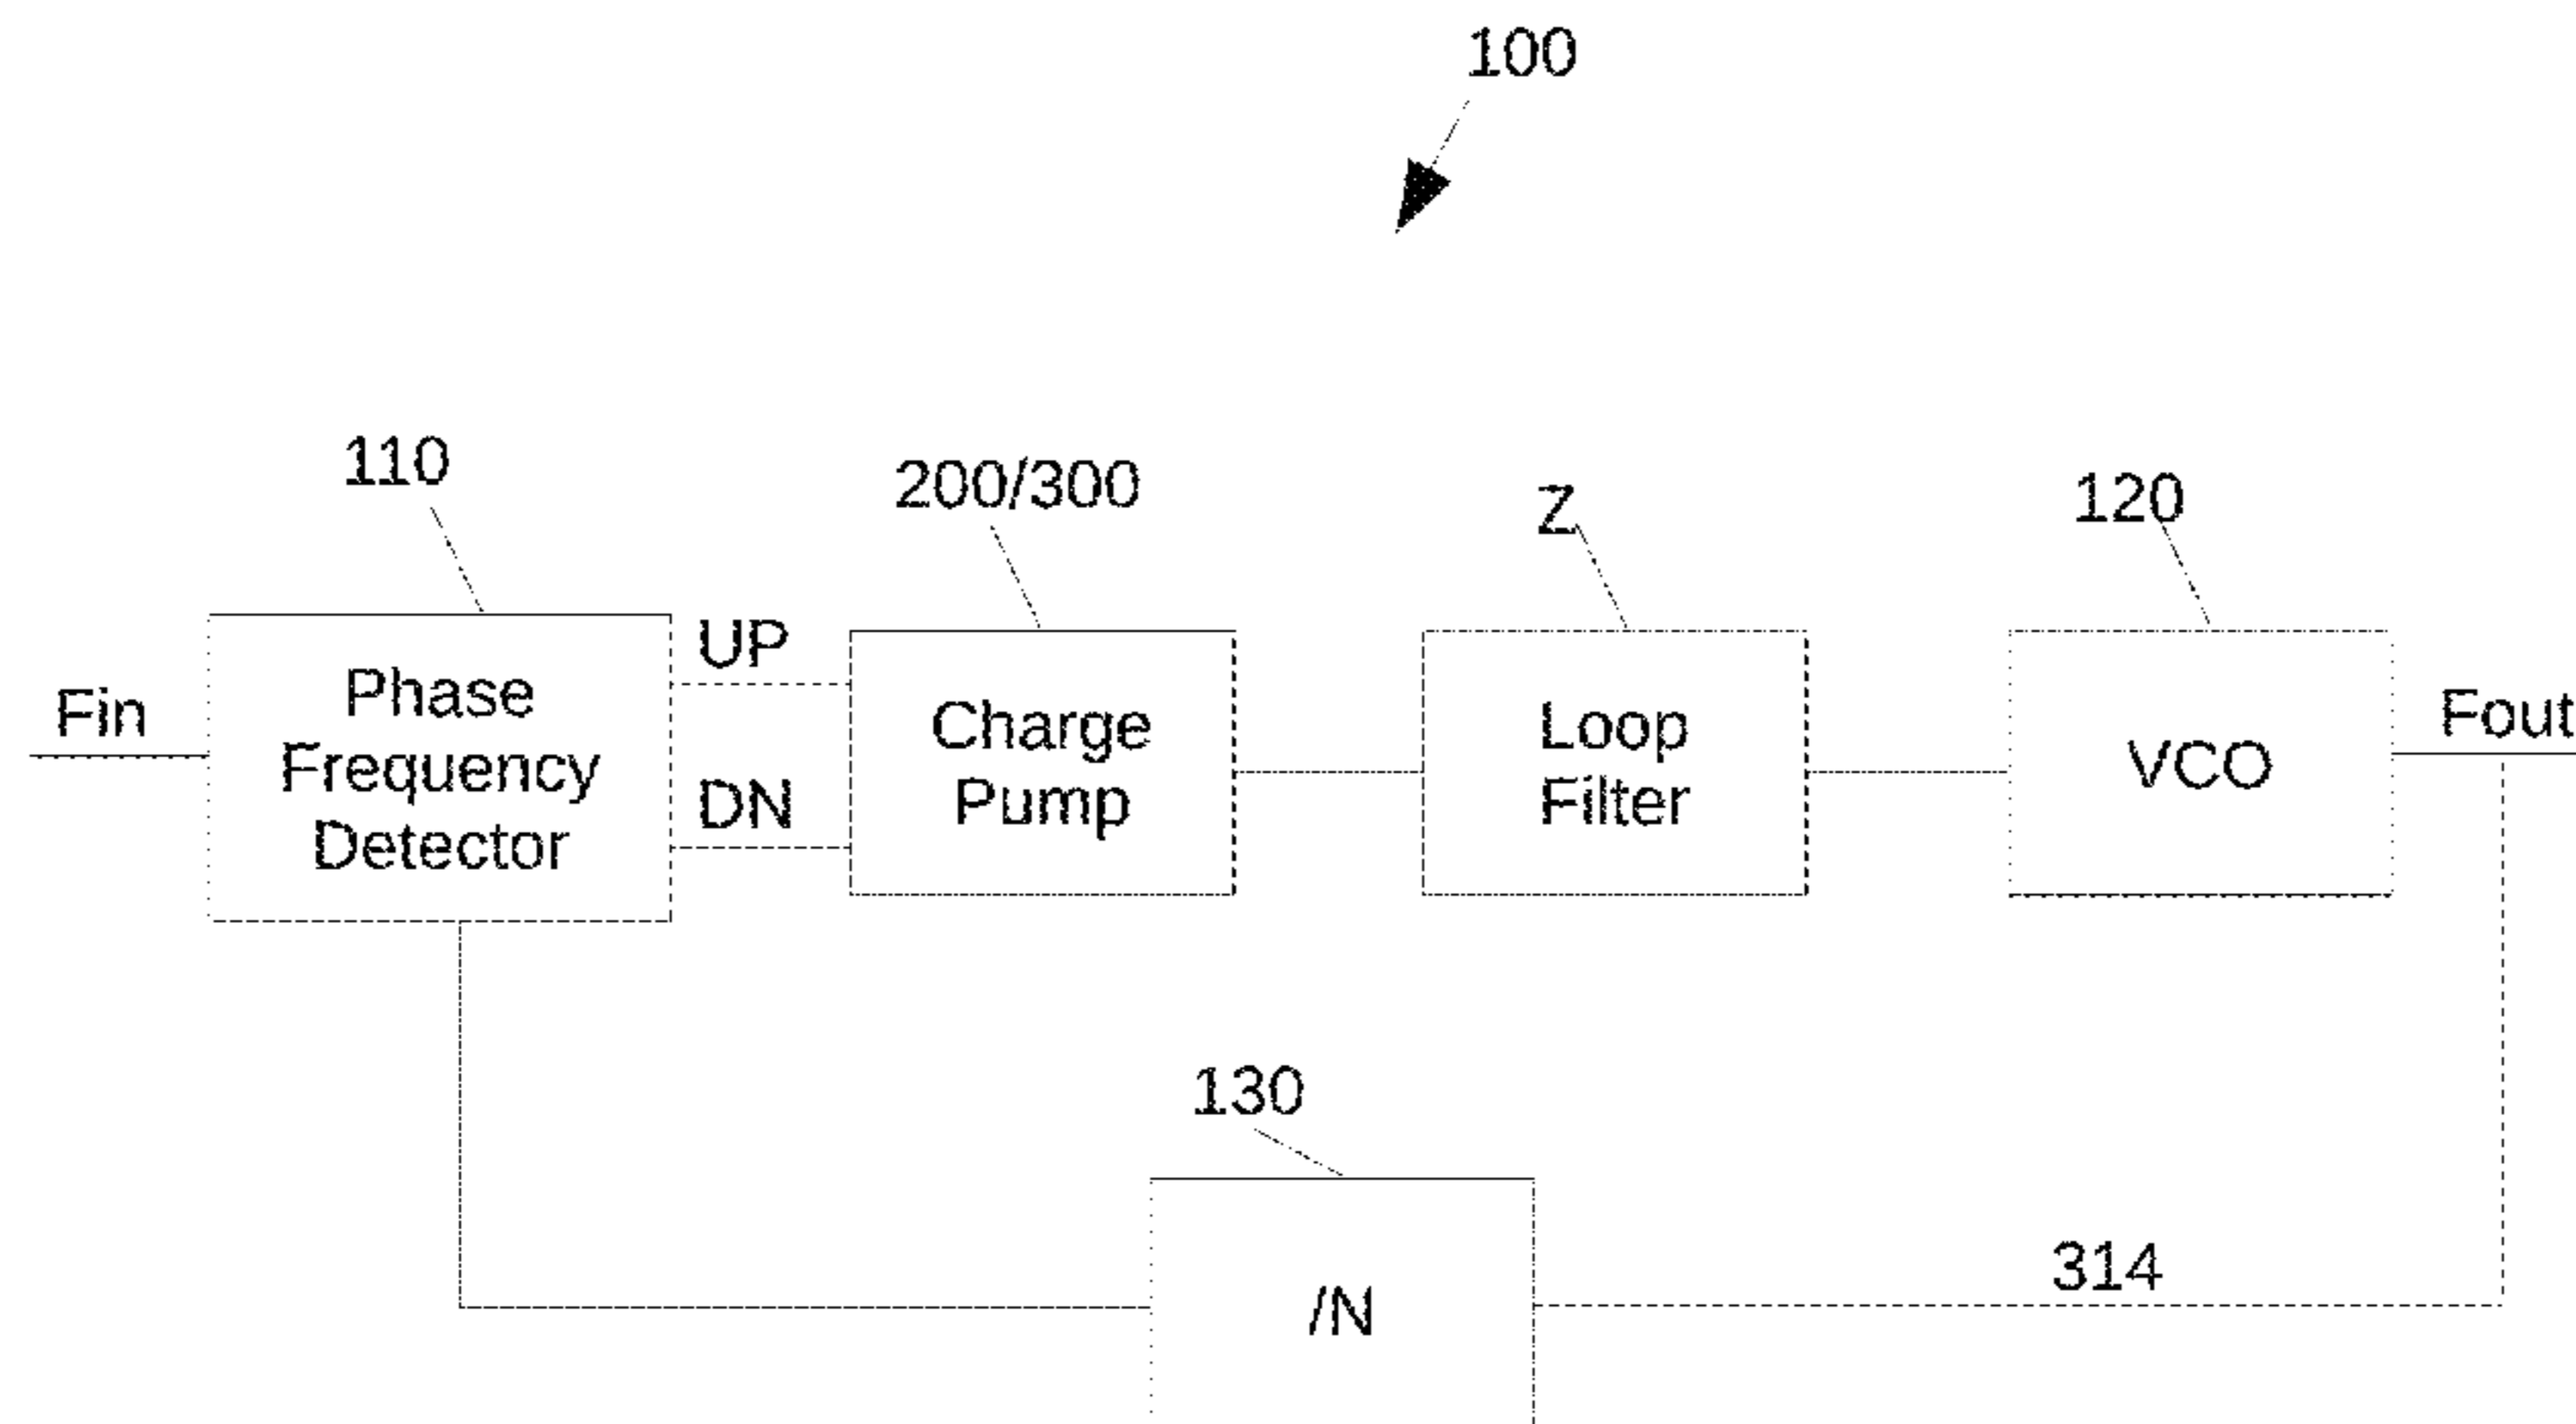 100
110
200/300
Z
120
Fin
Phase
Frequency
Detector
UP
DN
Charge
Pump
Loop
Filter
VCO
Fout
130
/N
314